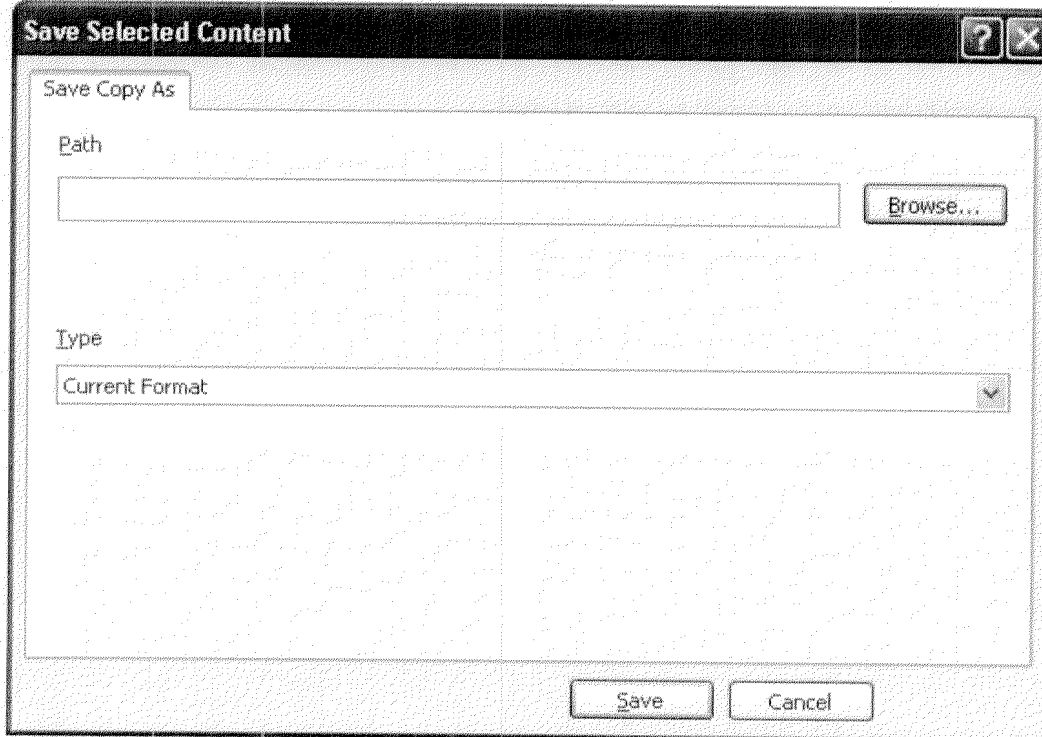 Save Selected Content
Save Copy As
Path
Browse...
Type
Current Format
Save
Cancel